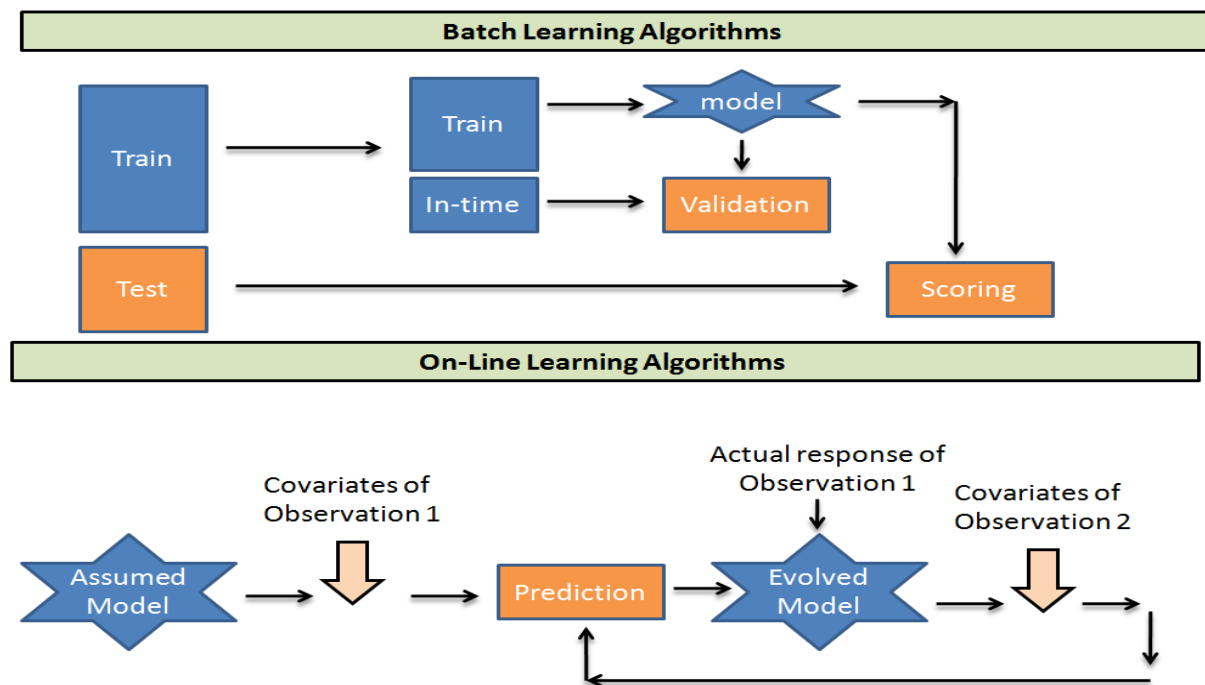 Batch Learning Algorithms
Train
Train
model
In-time
Validation
Test
Scoring
On-Line Learning Algorithms
Covariates of
Observation 1
Actual response of
Observation 1
Covariates of
Observation 2
Assumed
Model
Prediction
Evolved
Model